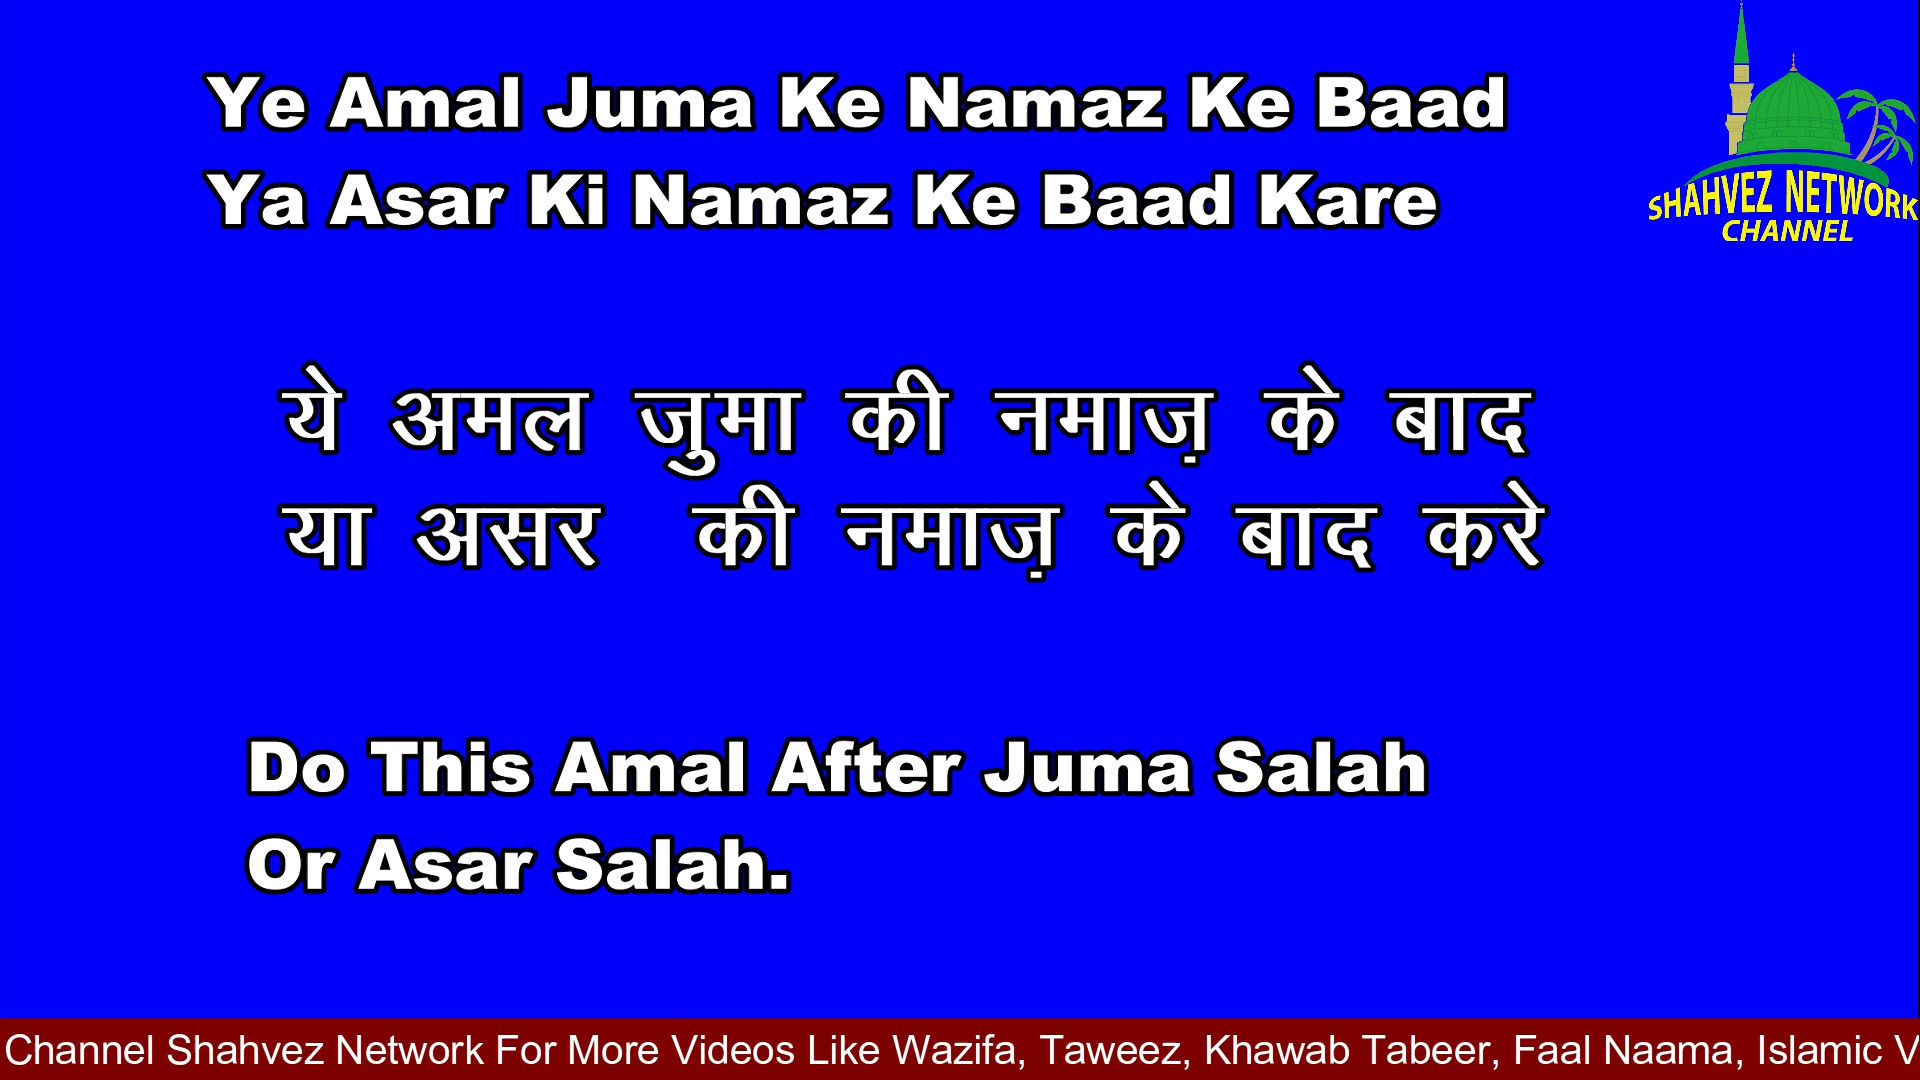 Ye Amal Juma Ke Namaz Ke Baad
Ya Asar Ki Namaz Ke Baad Kare
SHAHVEZ NETWORK
CHANNEL
ये अमल जुमा की नमाज़ के बाद
या असर की नमाज़ के बाद करे
Do This Amal After Juma Salah
Or Asar Salah.
Channel Shahvez Network For More Videos Like Wazifa, Taweez, Khawab Tabeer, Faal Naama, Islamic V